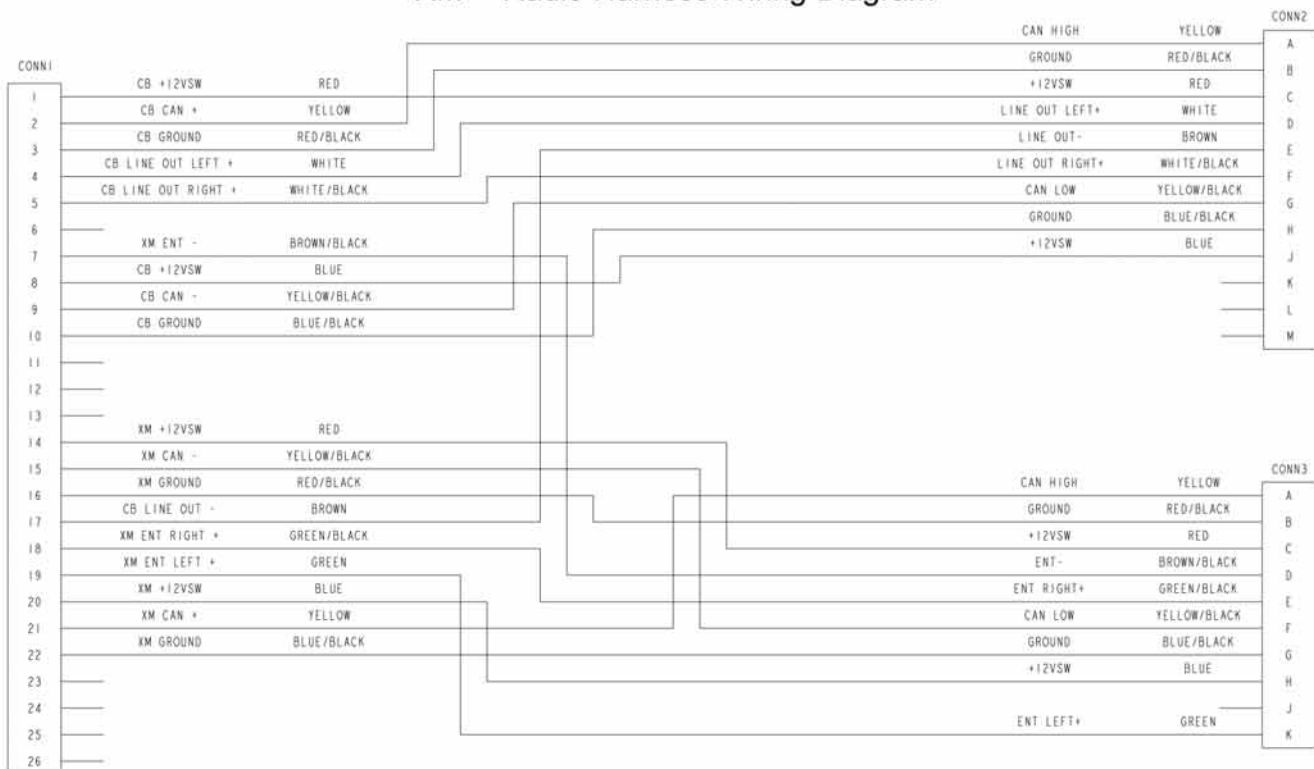 CONN1
1 CB +12VSW RED
2 CB CAN + YELLOW
3 CB GROUND RED/BLACK
4 CB LINE OUT LEFT + WHITE
5 CB LINE OUT RIGHT + WHITE/BLACK
6
7 XM ENT - BROWN/BLACK
8 CB +12VSW BLUE
9 CB CAN - YELLOW/BLACK
10 CB GROUND BLUE/BLACK
11
12
13
14 XM +12VSW RED
15 XM CAN - YELLOW/BLACK
16 XM GROUND RED/BLACK
17 CB LINE OUT - BROWN
18 XM ENT RIGHT + GREEN/BLACK
19 XM ENT LEFT + GREEN
20 XM +12VSW BLUE
21 XM CAN + YELLOW
22 XM GROUND BLUE/BLACK
23
24
25
26
CONN2
CAN HIGH YELLOW A
GROUND RED/BLACK B
+12VSW RED C
LINE OUT LEFT+ WHITE D
LINE OUT- BROWN E
LINE OUT RIGHT+ WHITE/BLACK F
CAN LOW YELLOW/BLACK G
GROUND BLUE/BLACK H
+12VSW BLUE J
K
L
M
CONN3
CAN HIGH YELLOW A
GROUND RED/BLACK B
+12VSW RED C
ENT- BROWN/BLACK D
ENT RIGHT+ GREEN/BLACK E
CAN LOW YELLOW/BLACK F
GROUND BLUE/BLACK G
+12VSW BLUE H
J
ENT LEFT+ GREEN K